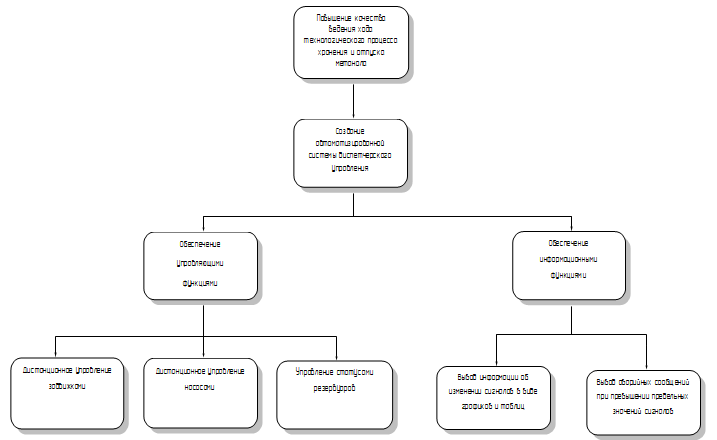 Повышение качества
ведения хода
технологического процесса
хранения и отпуска
метанола
Создание
автоматизированной
системы диспетчерского
управления
Обеспечение
управляющими
функциями
Обеспечение
информационными
функциями
Дистанционное управление
задвижками
Дистанционное управление
насосами
Управление статусами
резервуаров
Вывод информации об
изменении сигналов в виде
графиков и таблиц
Вывод аварийных сообщений
при превышении предельных
значений сигналов